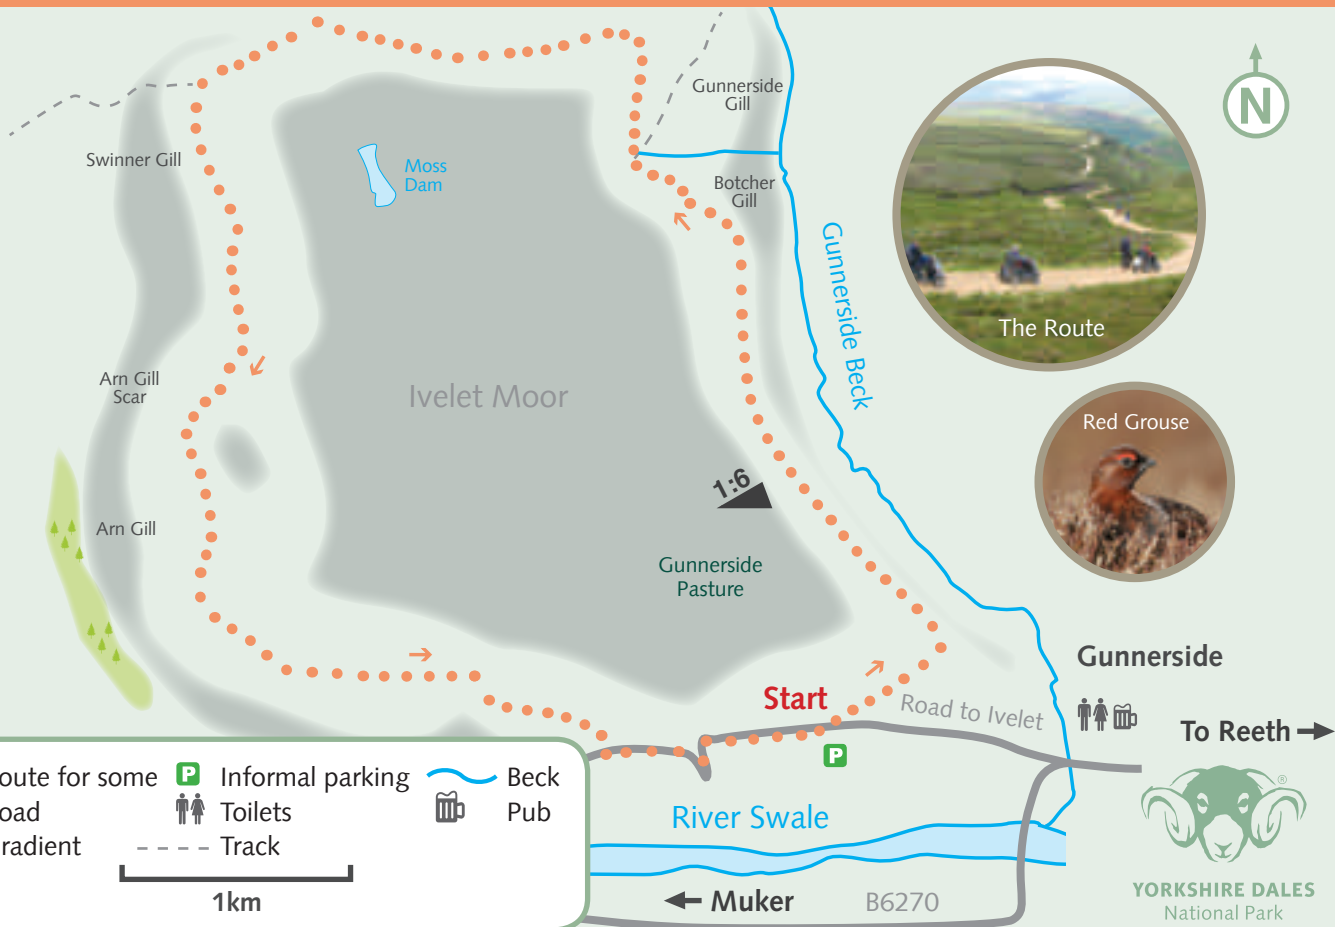 Gunnerside
Gill
N
Swinner Gill
Moss
Dam
Botcher
Gill
Gunnerside Beck
The Route
Arn Gill
Scar
Ivelet Moor
Red Grouse
1:6
Arn Gill
Gunnerside
Pasture
Gunnerside
Start
Road to Ivelet
To Reeth
P
oute for some
P Informal parking
Beck
oad
Toilets
Pub
radient
Track
1km
River Swale
Muker
B6270
®
YORKSHIRE DALES
National Park